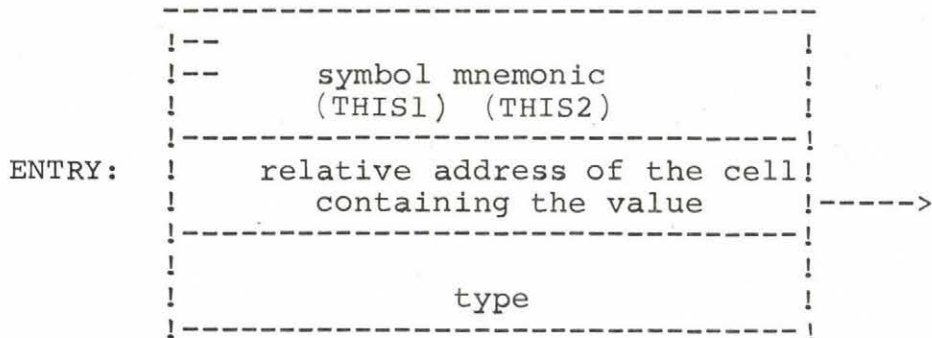 symbol mnemonic
(THIS1) (THIS2)
ENTRY: relative address of the cell
containing the value
type